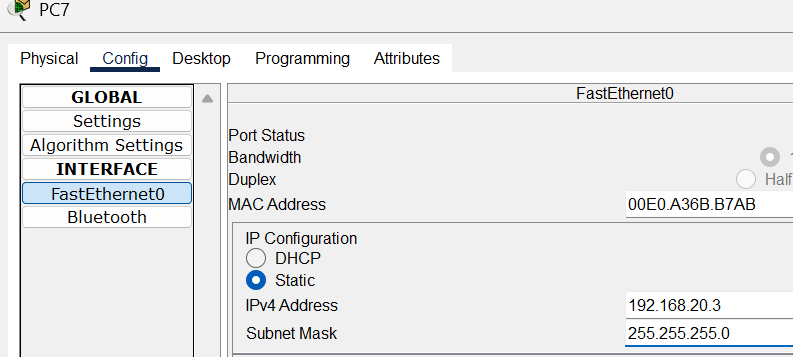 PC7
Physical Config Desktop Programming Attributes
GLOBAL
Settings
Algorithm Settings
INTERFACE
FastEthernet0
Bluetooth
FastEthernet0
Port Status
Bandwidth
Duplex Half
MAC Address 00E0.A36B.B7AB
IP Configuration
DHCP
Static
IPv4 Address 192.168.20.3
Subnet Mask 255.255.255.0